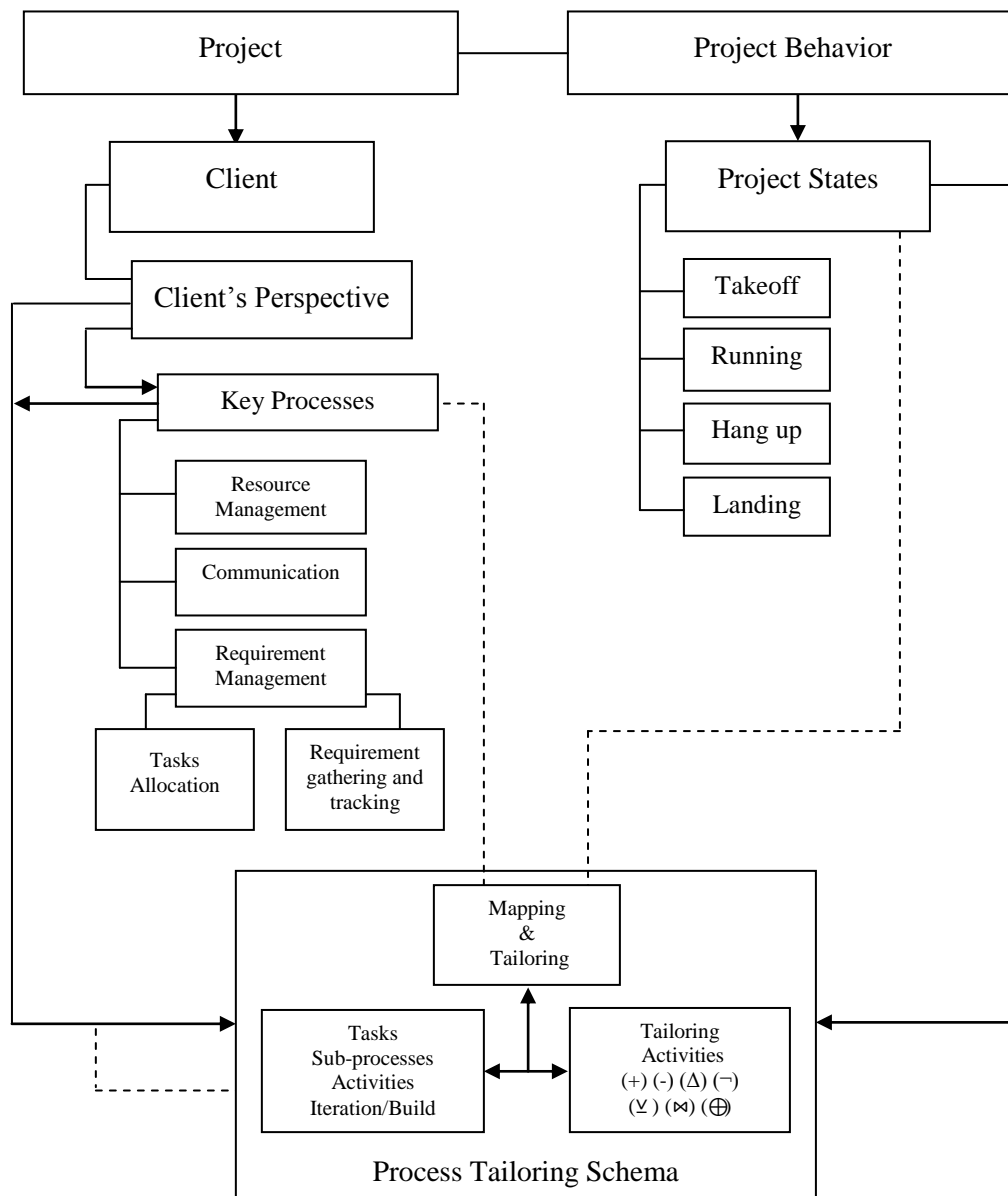 Project
Project Behavior
Client
Project States
Client’s Perspective
Takeoff
Running
Key Processes
Hang up
Resource
Management
Landing
Communication
Requirement
Management
Tasks
Allocation
Requirement
gathering and
tracking
Mapping
&
Tailoring
Tasks
Sub-processes
Activities
Iteration/Build
Tailoring
Activities
(+) (-) (Δ) (¬)
(⊻) (⋈) (⊕)
Process Tailoring Schema